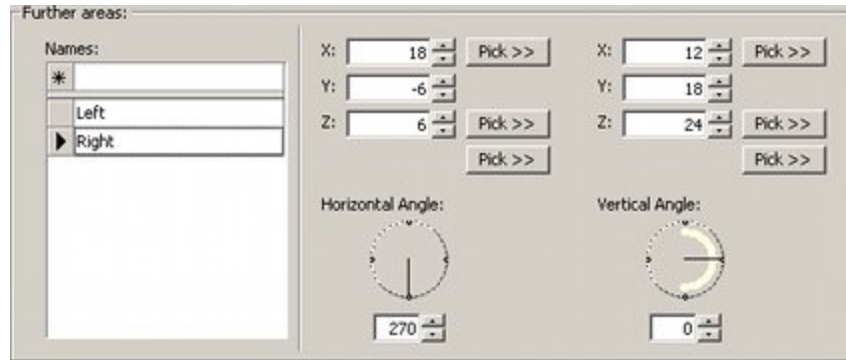 Further areas:
Names:
*
Left
Right
X: 18 Pick >>
Y: -6
Z: 6 Pick >>
Pick >>
X: 12 Pick >>
Y: 18
Z: 24 Pick >>
Pick >>
Horizontal Angle:
270
Vertical Angle:
0